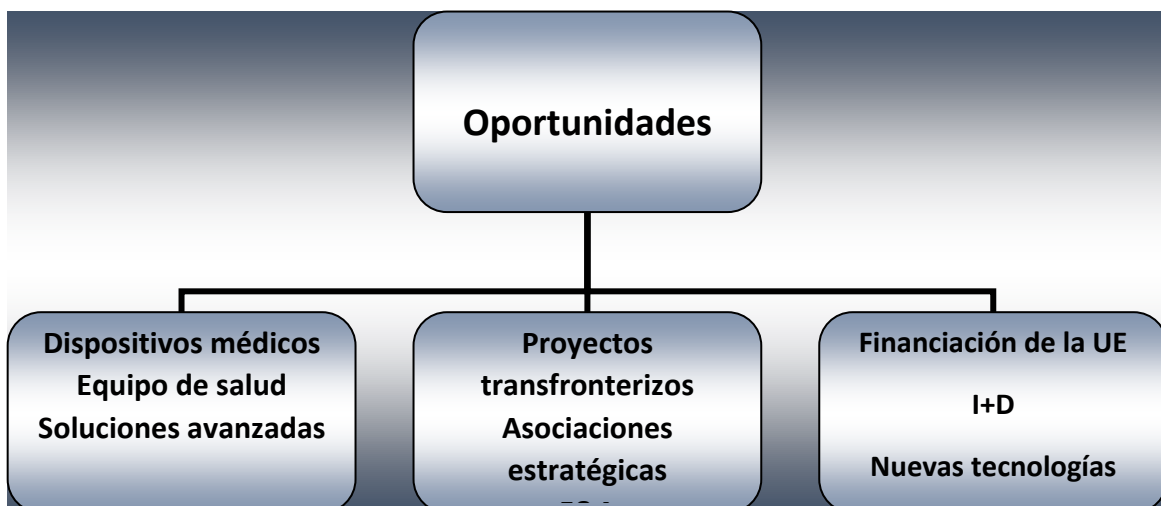 Oportunidades
Dispositivos médicos
Equipo de salud
Soluciones avanzadas
Proyectos
transfronterizos
Asociaciones
estratégicas
Financiación de la UE
I+D
Nuevas tecnologías